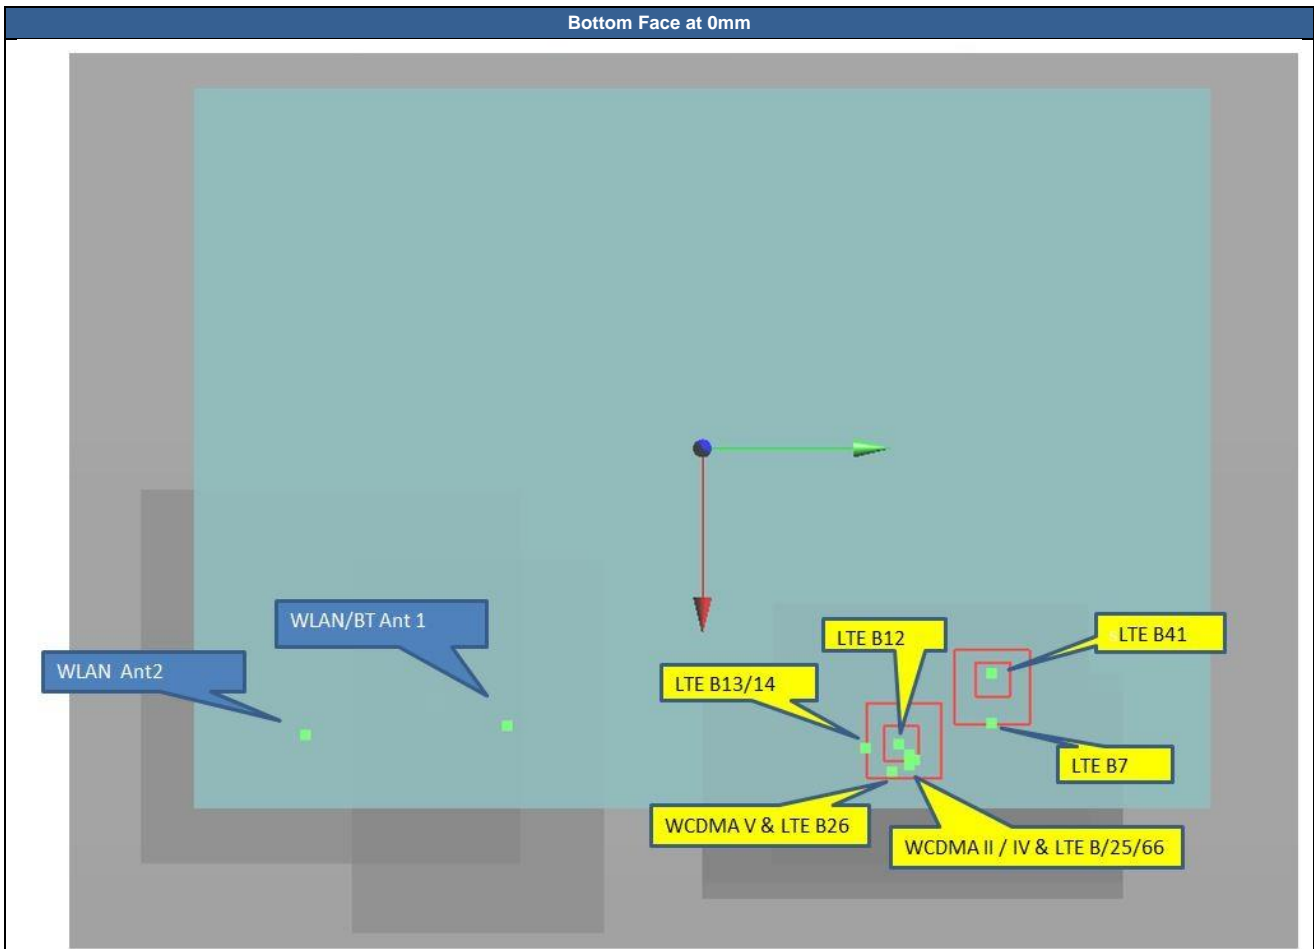 Bottom Face at 0mm
WLAN/BT Ant 1
LTE B12
LTE B41
WLAN Ant2
LTE B13/14
LTE B7
WCDMA V & LTE B26
WCDMA II / IV & LTE B/25/66